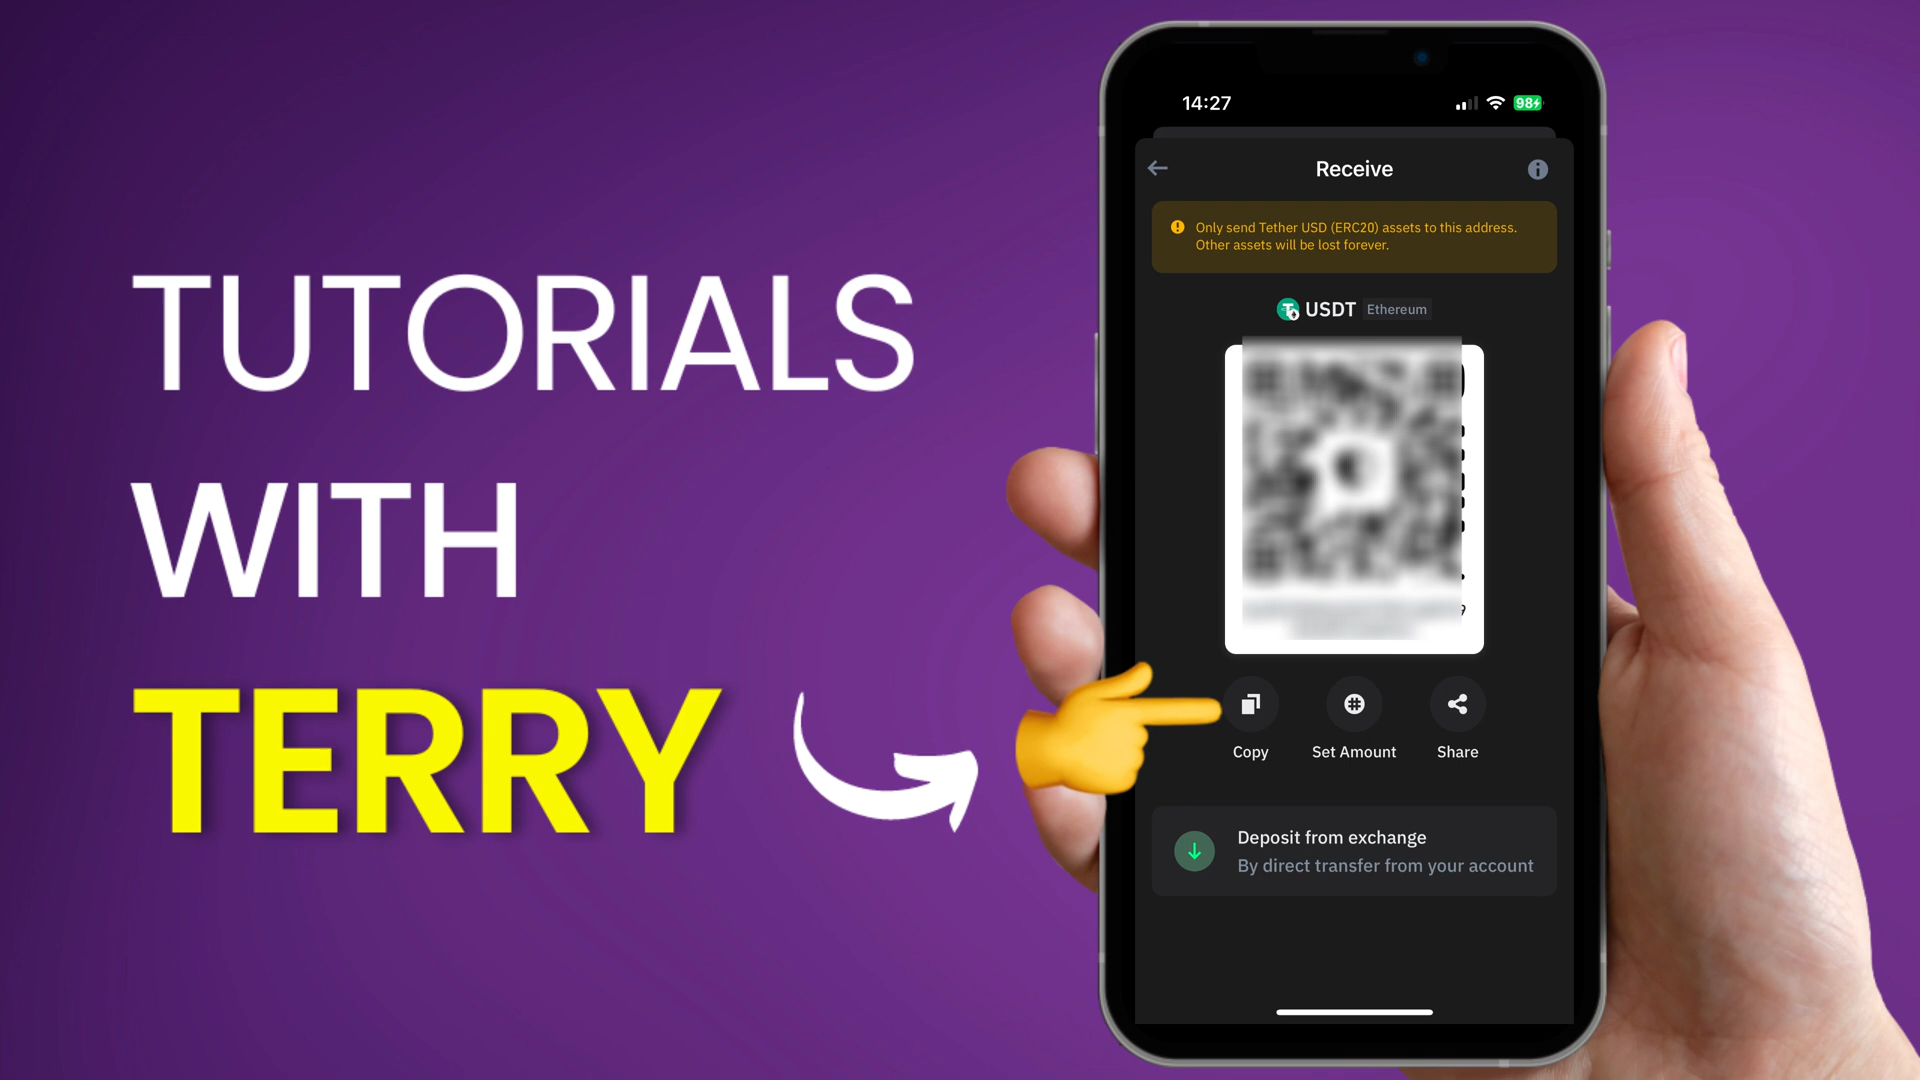 TUTORIALS
WITH
TERRY
14:27
98
Receive
Only send Tether USD (ERC20) assets to this address.
Other assets will be lost forever.
USDT Ethereum
Copy
Set Amount
Share
Deposit from exchange
By direct transfer from your account